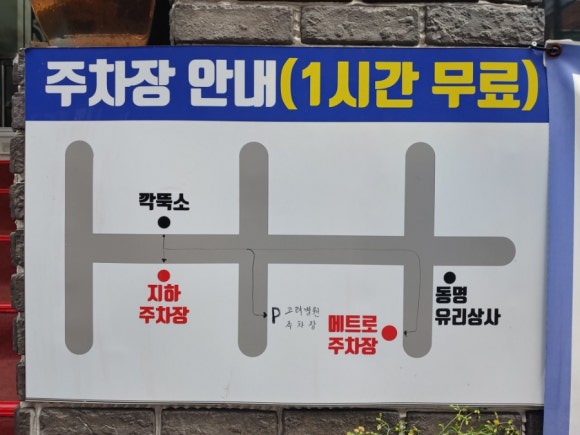 주차장 안내(1시간 무료)
깍뚝소
지하
주차장
P 고려병원
주차장
메트로
주차장
동명
유리상사